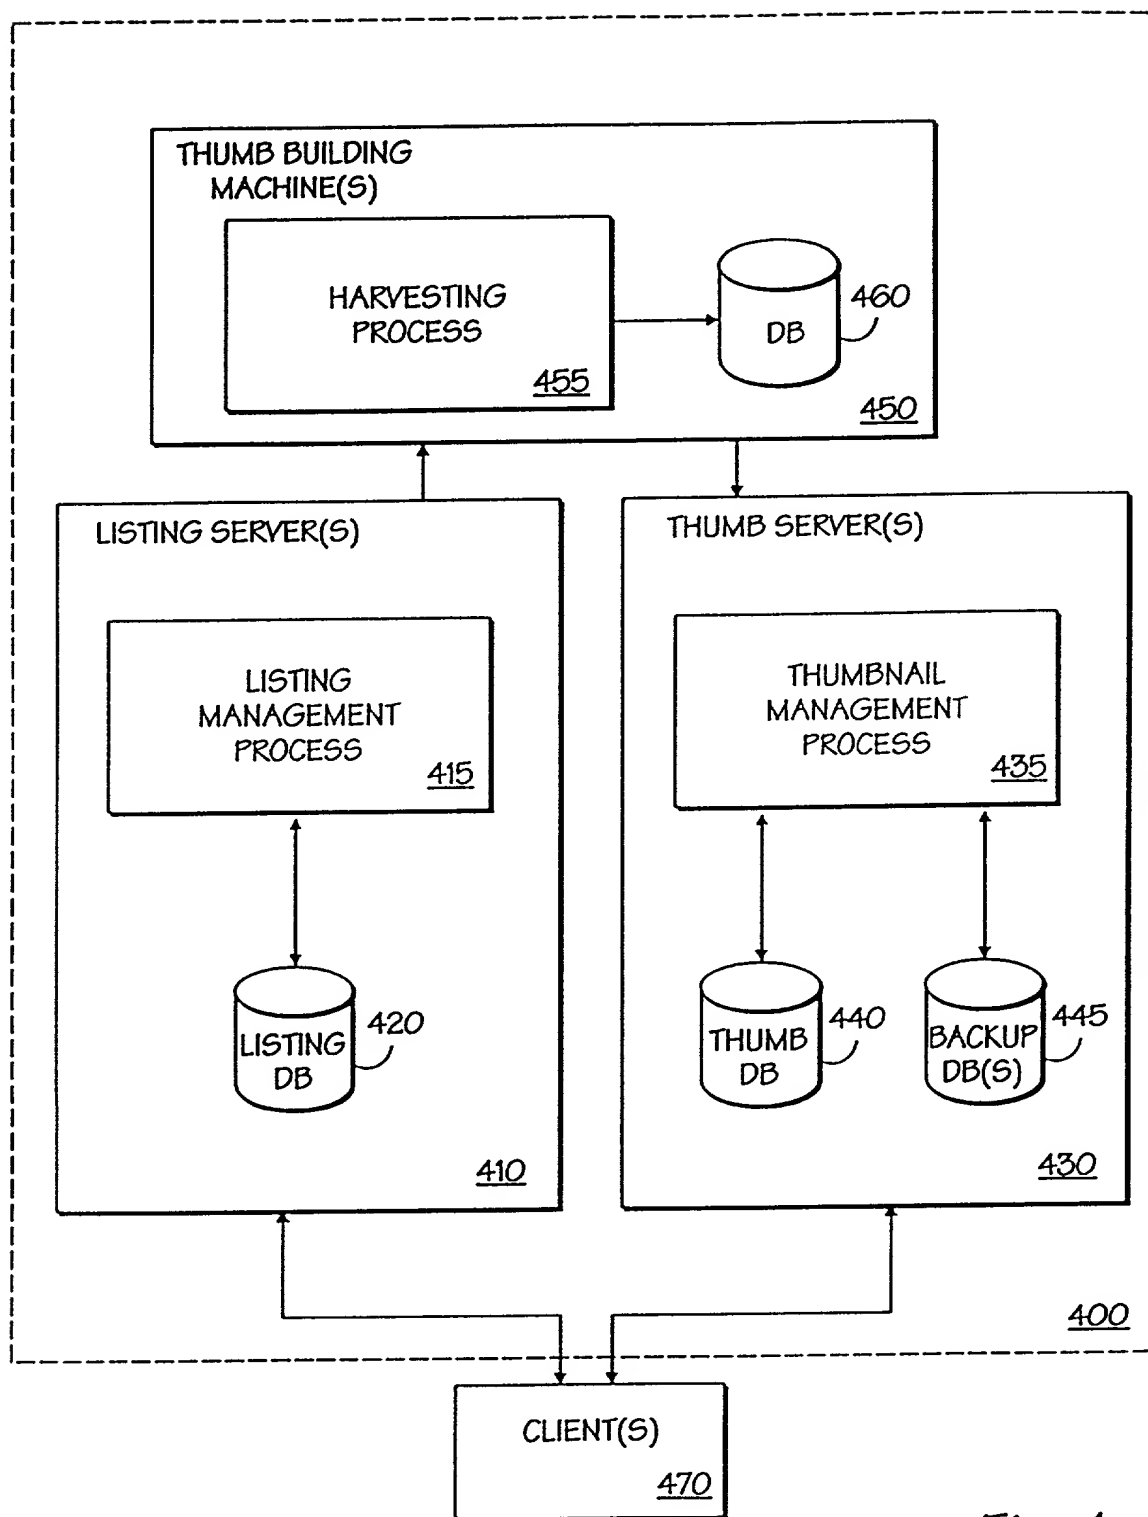 THUMB BUILDING
MACHINE(S)
HARVESTING
PROCESS
455
DB
460
450
LISTING SERVER(S)
LISTING
MANAGEMENT
PROCESS
415
LISTING
DB
420
410
THUMB SERVER(S)
THUMBNAIL
MANAGEMENT
PROCESS
435
THUMB
DB
440
BACKUP
DB(S)
445
430
400
CLIENT(S)
470